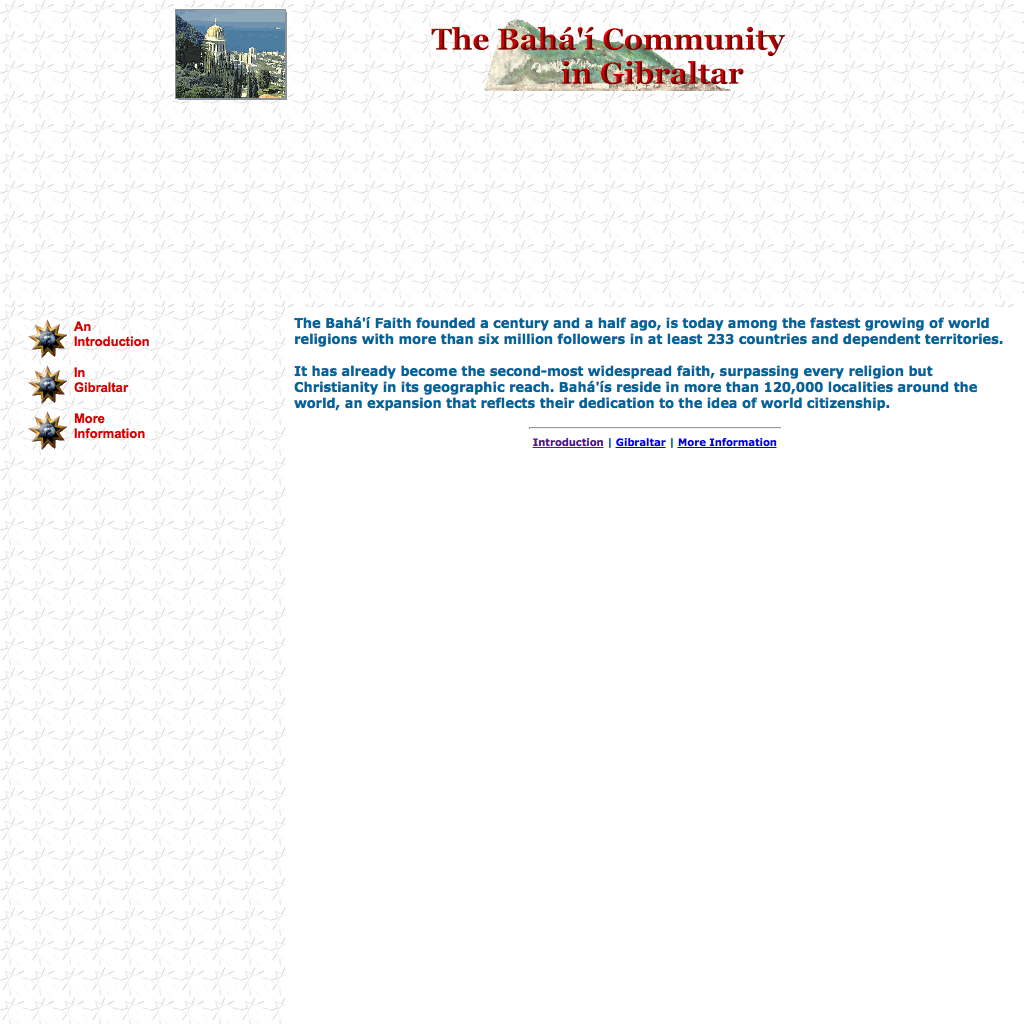 The Bahá'í Community
in Gibraltar
An
Introduction
In
Gibraltar
More
Information
The Bahá'í Faith founded a century and a half ago, is today among the fastest growing of world
religions with more than six million followers in at least 233 countries and dependent territories.
It has already become the second-most widespread faith, surpassing every religion but
Christianity in its geographic reach. Bahá'ís reside in more than 120,000 localities around the
world, an expansion that reflects their dedication to the idea of world citizenship.
Introduction | Gibraltar | More Information